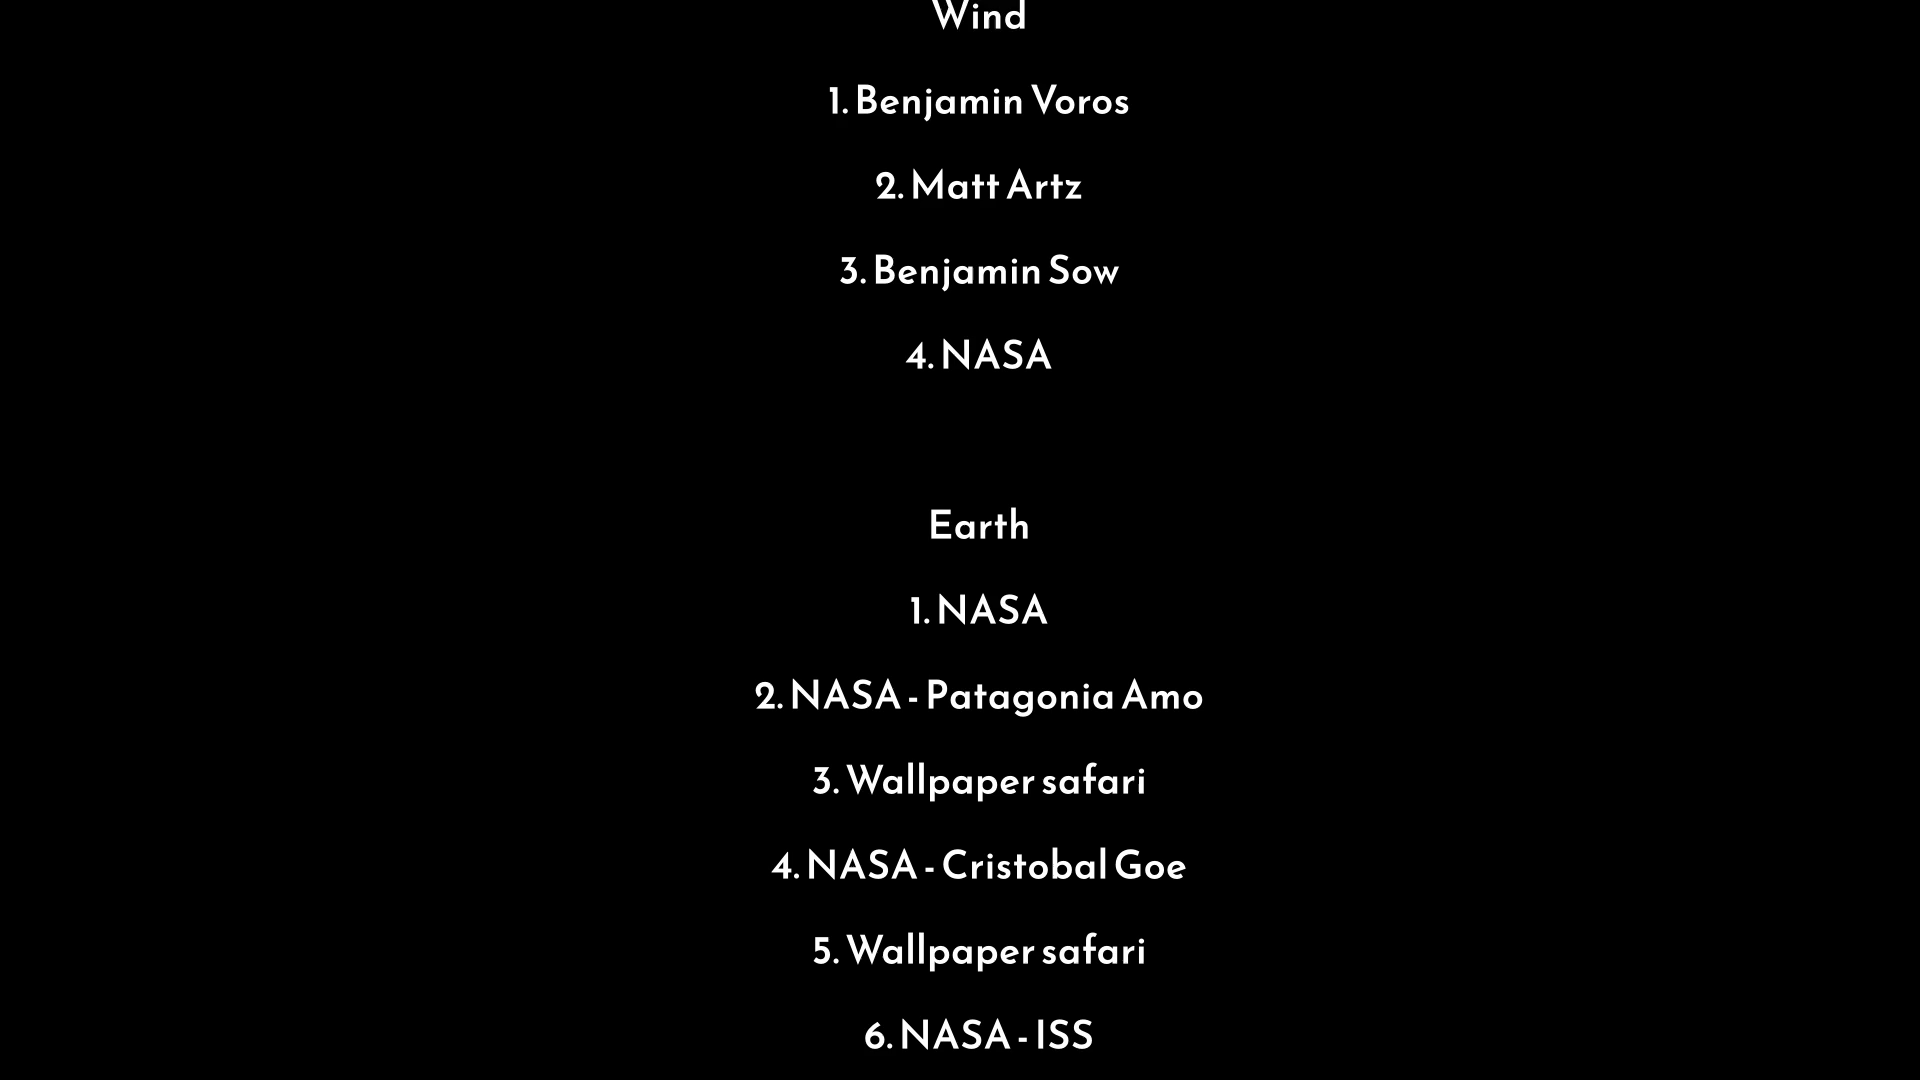 Wind
1. Benjamin Voros
2. Matt Artz
3. Benjamin Sow
4. NASA
Earth
1. NASA
2. NASA - Patagonia Amo
3. Wallpaper safari
4. NASA - Cristobal Goe
5. Wallpaper safari
6. NASA - ISS